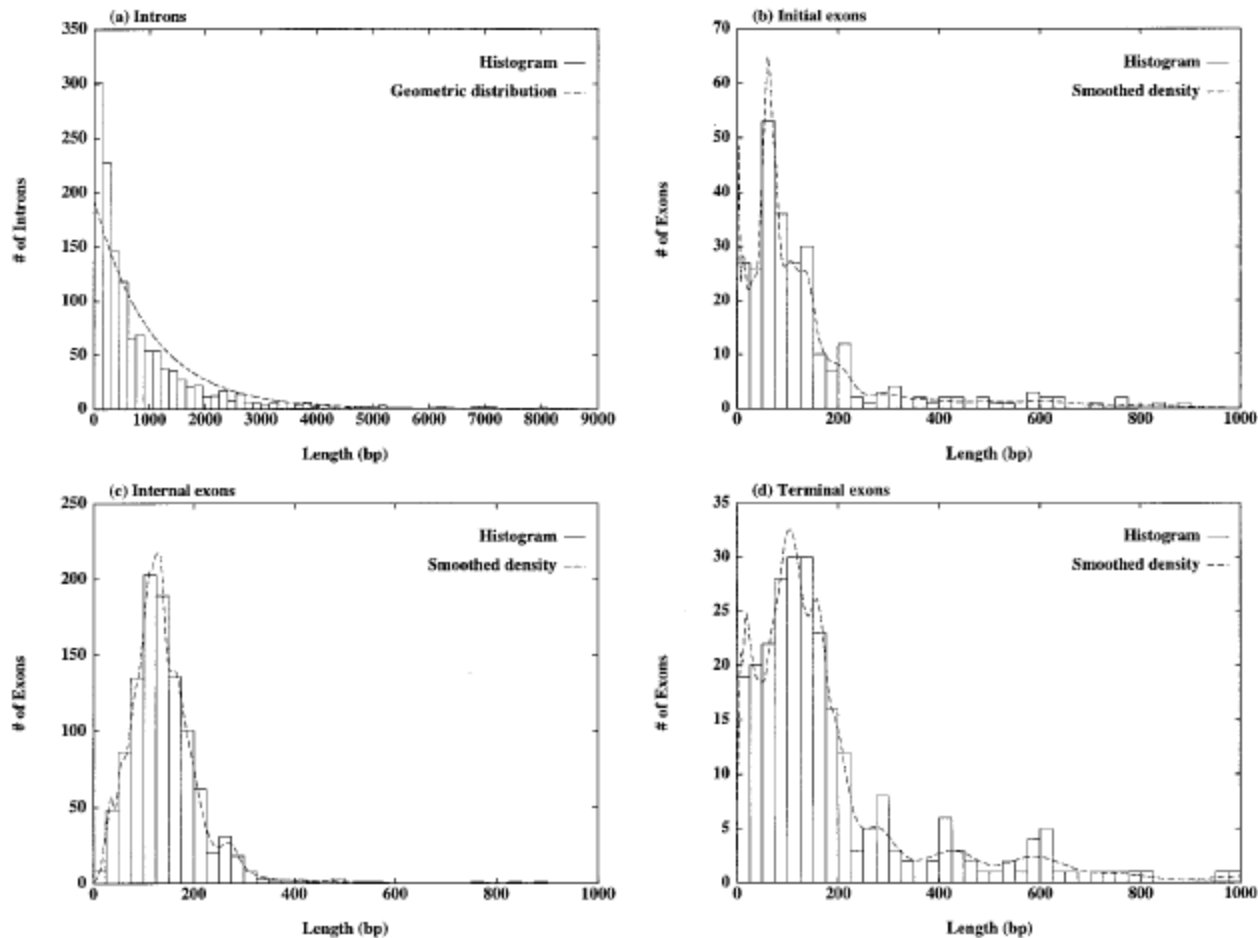 (a) Introns
350
300
250
200
150
100
50
0
# of Introns
Histogram
Geometric distribution
0 1000 2000 3000 4000 5000 6000 7000 8000 9000
Length (bp)
(b) Initial exons
70
60
50
40
30
20
10
0
# of Exons
Histogram
Smoothed density
0 200 400 600 800 1000
Length (bp)
(c) Internal exons
250
200
150
100
50
0
# of Exons
Histogram
Smoothed density
0 200 400 600 800 1000
Length (bp)
(d) Terminal exons
35
30
25
20
15
10
5
0
# of Exons
Histogram
Smoothed density
0 200 400 600 800 1000
Length (bp)